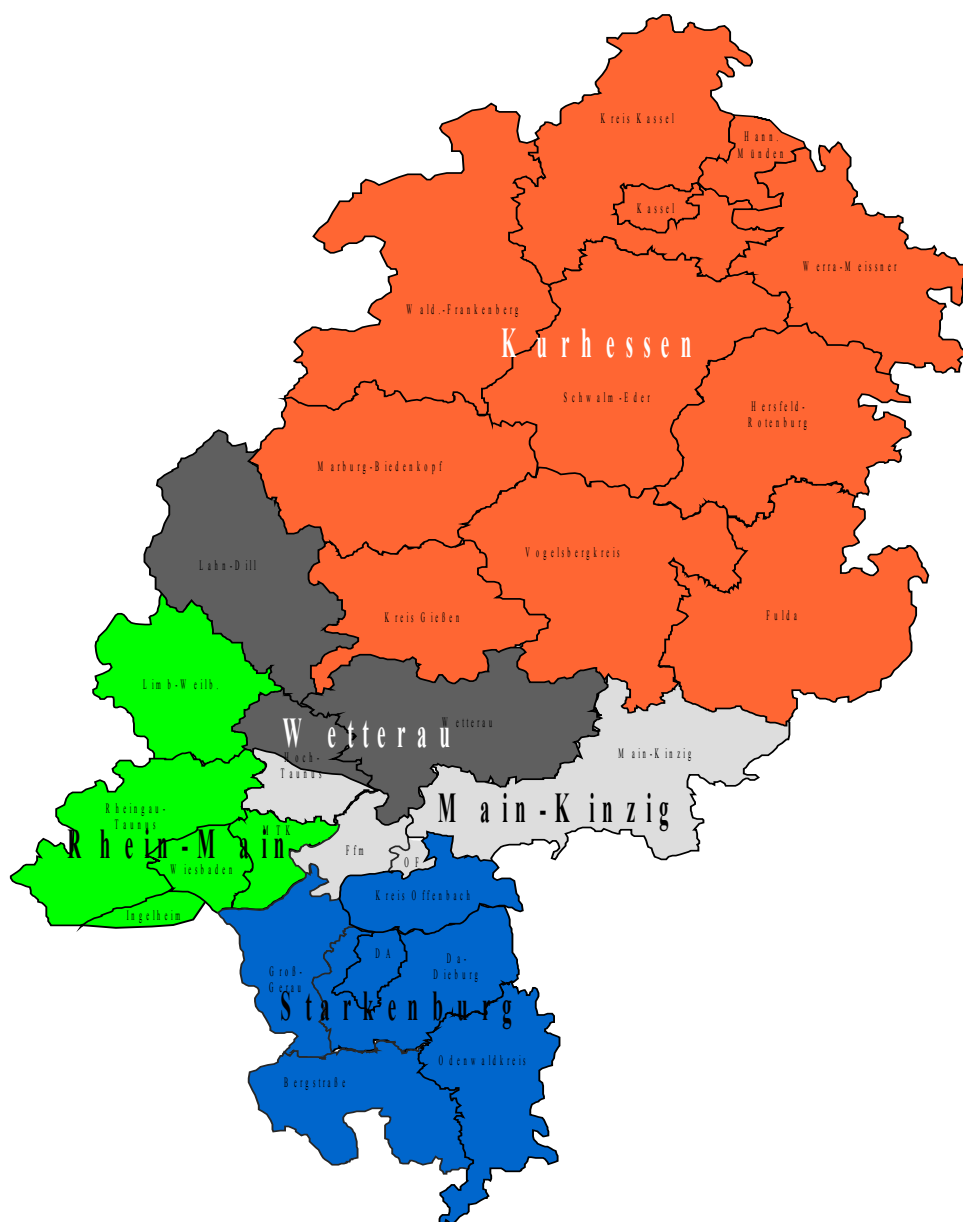 Kreis Kassel
Hann.
Münden
Kassel
Werra-Meissner
Wald.-Frankenberg
Kurhessen
Schwalm-Eder
Hersfeld-
Rotenburg
Marburg-Biedenkopf
Vogelsbergkreis
Lahn-Dill
Kreis Gießen
Fulda
Limb-Weilb.
Wetterau
Wetterau
Hoch-
Taunus
Main-Kinzig
Main-Kinzig
Rheingau-
Taunus
MTK
Rhein-Main
Ffm
OF
Wiesbaden
Kreis Offenbach
Ingelheim
DA
Da-
Dieburg
Groß-
Gerau
Starkenburg
Odenwaldkreis
Bergstraße